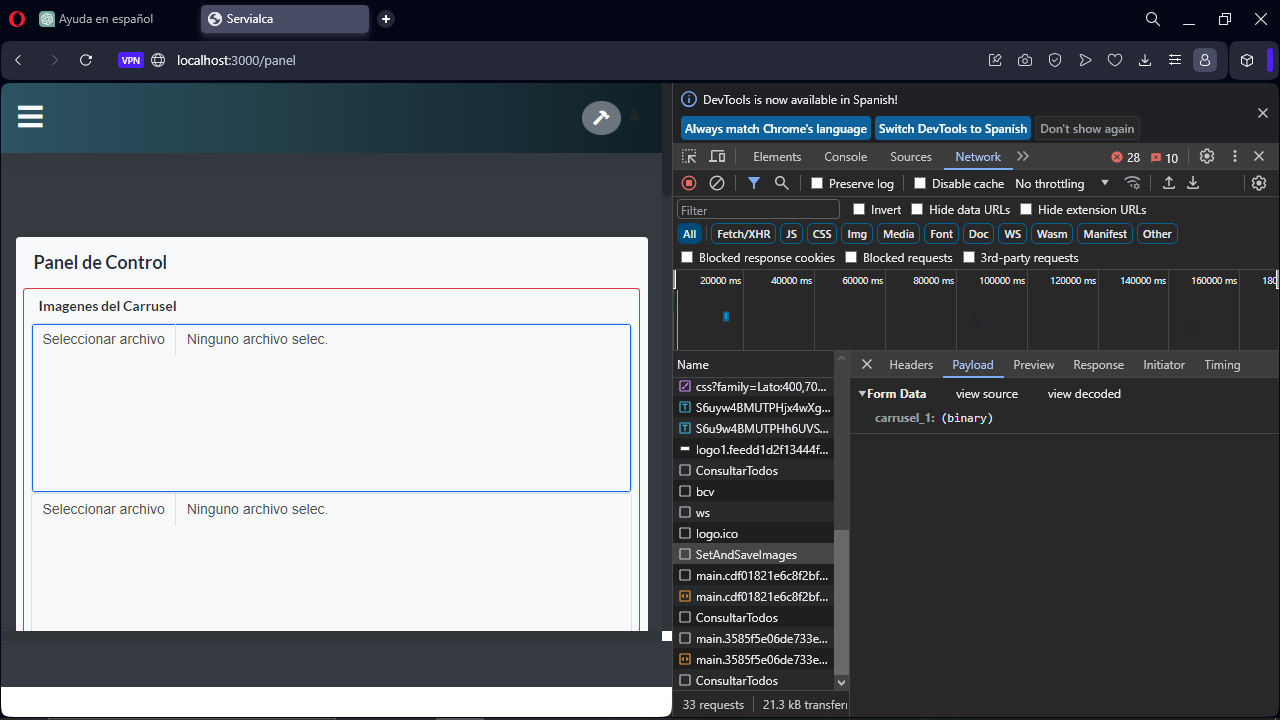 Ayuda en español
Servialca
VPN
localhost:3000/panel
Panel de Control
Imagenes del Carrusel
Seleccionar archivo Ninguno archivo selec.
Seleccionar archivo Ninguno archivo selec.
DevTools is now available in Spanish!
Always match Chrome's language Switch DevTools to Spanish Don't show again
Elements Console Sources Network 28 10
Preserve log Disable cache No throttling
Filter Invert Hide data URLs Hide extension URLs
All Fetch/XHR JS CSS Img Media Font Doc WS Wasm Manifest Other
Blocked response cookies Blocked requests 3rd-party requests
20000 ms 40000 ms 60000 ms 80000 ms 100000 ms 120000 ms 140000 ms 160000 ms 180
Name
css?family=Lato:400,70...
S6uyw4BMUTPHjx4wXg...
S6u9w4BMUTPHh6UVS...
logo1.feedd1d2f13444f...
ConsultarTodos
bcv
ws
logo.ico
SetAndSaveImages
main.cdf01821e6c8f2bf...
main.cdf01821e6c8f2bf...
ConsultarTodos
main.3585f5e06de733e...
main.3585f5e06de733e...
ConsultarTodos
33 requests 21.3 kB transferr
Headers Payload Preview Response Initiator Timing
Form Data view source view decoded
carrusel_1: (binary)